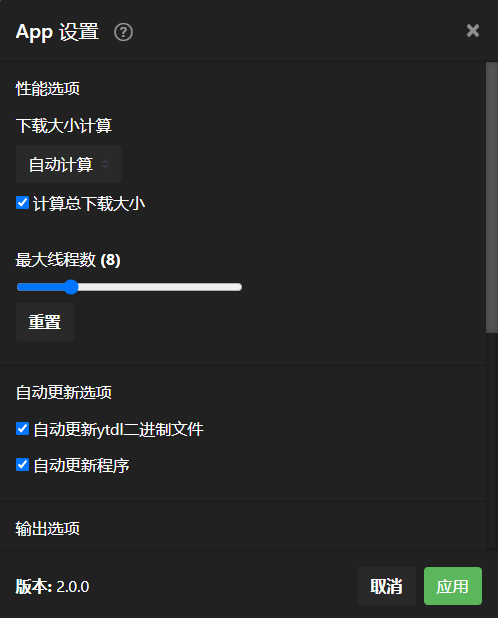 App 设置 ?
性能选项
下载大小计算
自动计算
计算总下载大小
最大线程数 (8)
重置
自动更新选项
自动更新ytdl二进制文件
自动更新程序
输出选项
版本: 2.0.0
取消
应用